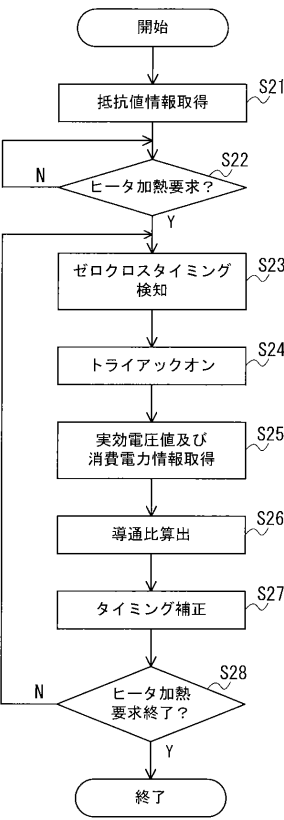 開始
抵抗値情報取得
S21
ヒータ加熱要求？
S22
N
Y
ゼロクロスタイミング
検知
S23
トライアックオン
S24
実効電圧値及び
消費電力情報取得
S25
導通比算出
S26
タイミング補正
S27
ヒータ加熱
要求終了？
S28
N
Y
終了